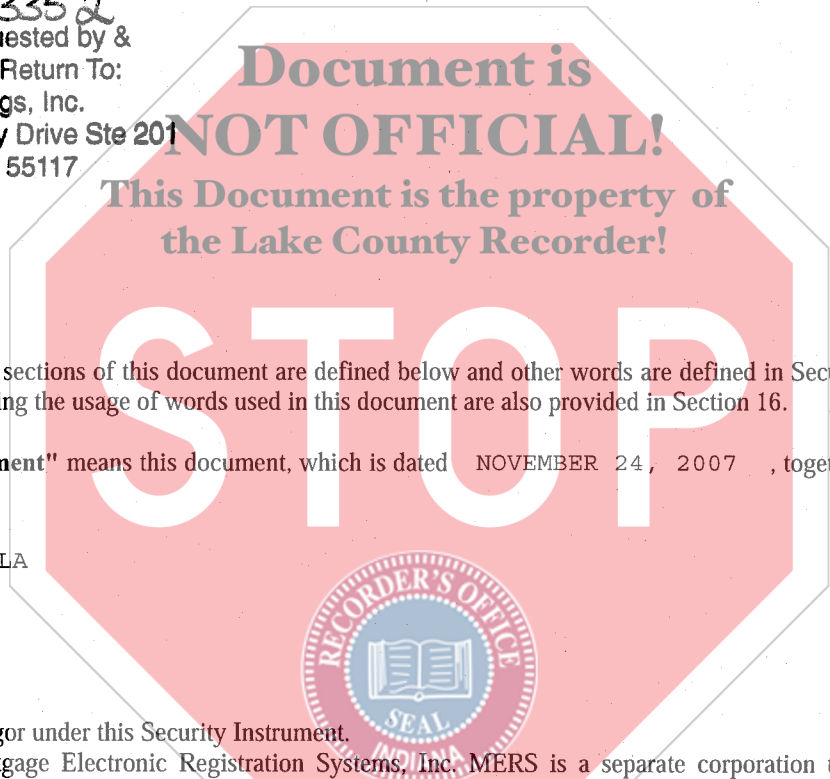 3352
uested by &
Return To:
gs, Inc.
y Drive Ste 201
55117
Document is
NOT OFFICIAL!
This Document is the property of
the Lake County Recorder!
STOP
sections of this document are defined below and other words are defined in Sec
ing the usage of words used in this document are also provided in Section 16.
ment" means this document, which is dated NOVEMBER 24, 2007 , toget
LA
RECORDER'S OFFICE
SEAL
INDIANA
gor under this Security Instrument.
gage Electronic Registration Systems, Inc. MERS is a separate corporation